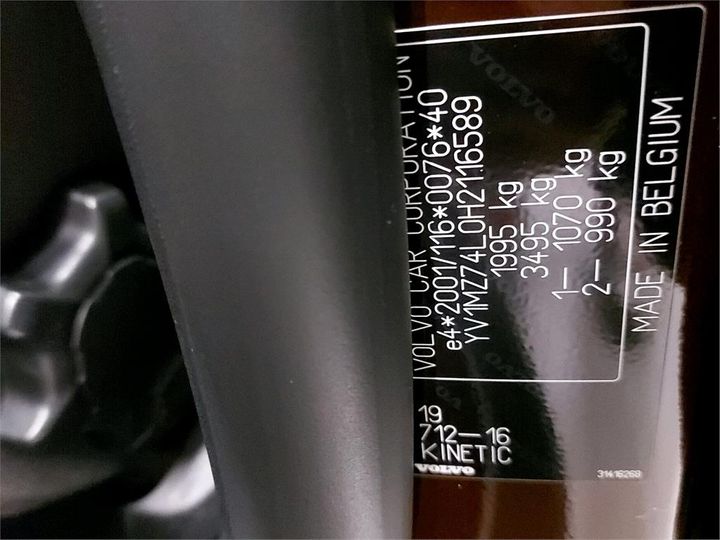 VOLVO CAR CORPORATION
e4*2001/116*0076*40
YV1MZ74L0H2116589
1995 kg
3495 kg
1— 1070 kg
2— 990 kg
MADE IN BELGIUM
19
712—16
KINETIC
VOLVO
31416269